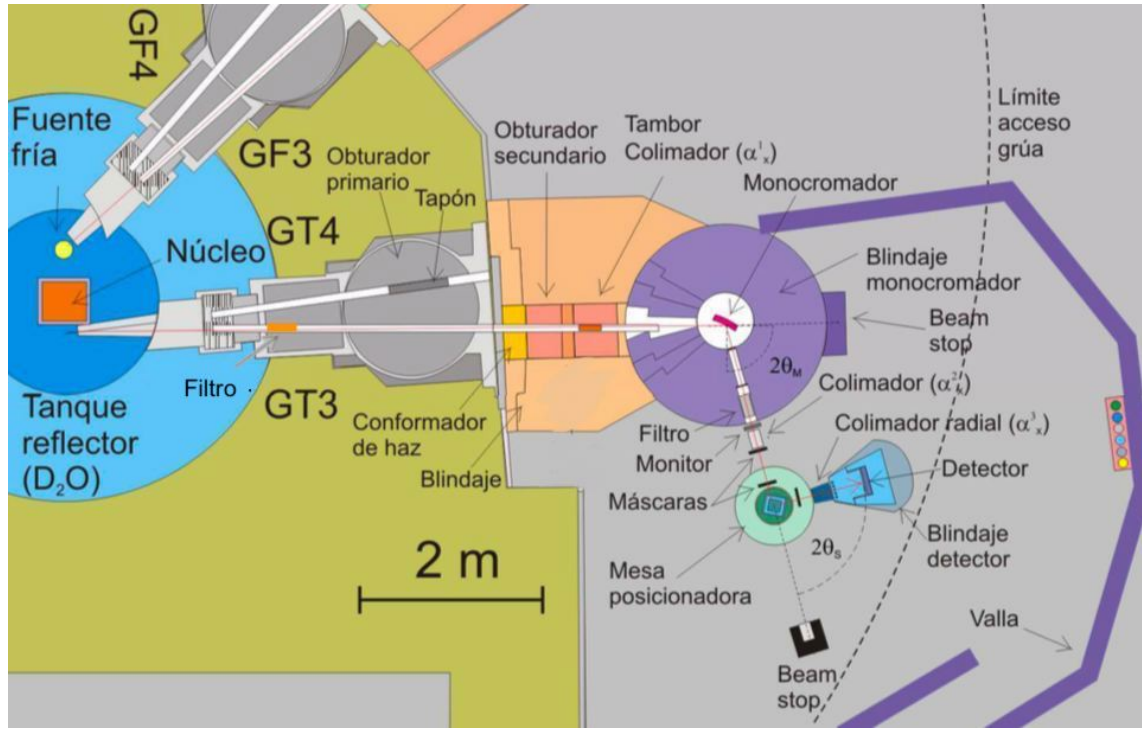 GF4
Fuente
fría
GF3
Obturador
primario
Tapón
Obturador
secundario
Tambor
Colimador (α¹ₓ)
Monocromador
Límite
acceso
grúa
Núcleo
GT4
Blindaje
monocromador
Beam
stop
2θM
Filtro
GT3
Tanque
reflector
(D₂O)
Conformador
de haz
Blindaje
Colimador (α²ₓ)
Colimador radial (α³ₓ)
Filtro
Monitor
Detector
Máscaras
Blindaje
detector
2θS
2 m
Mesa
posicionadora
Valla
Beam
stop